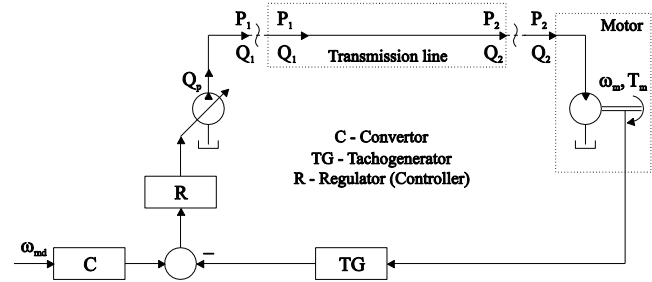 P1 P1 P2 P2
Motor
Q1 Q1 Transmission line Q2 Q2
Qp
ωm, Tm
C - Convertor
TG - Tachogenerator
R - Regulator (Controller)
R
ωmd
C
–
TG